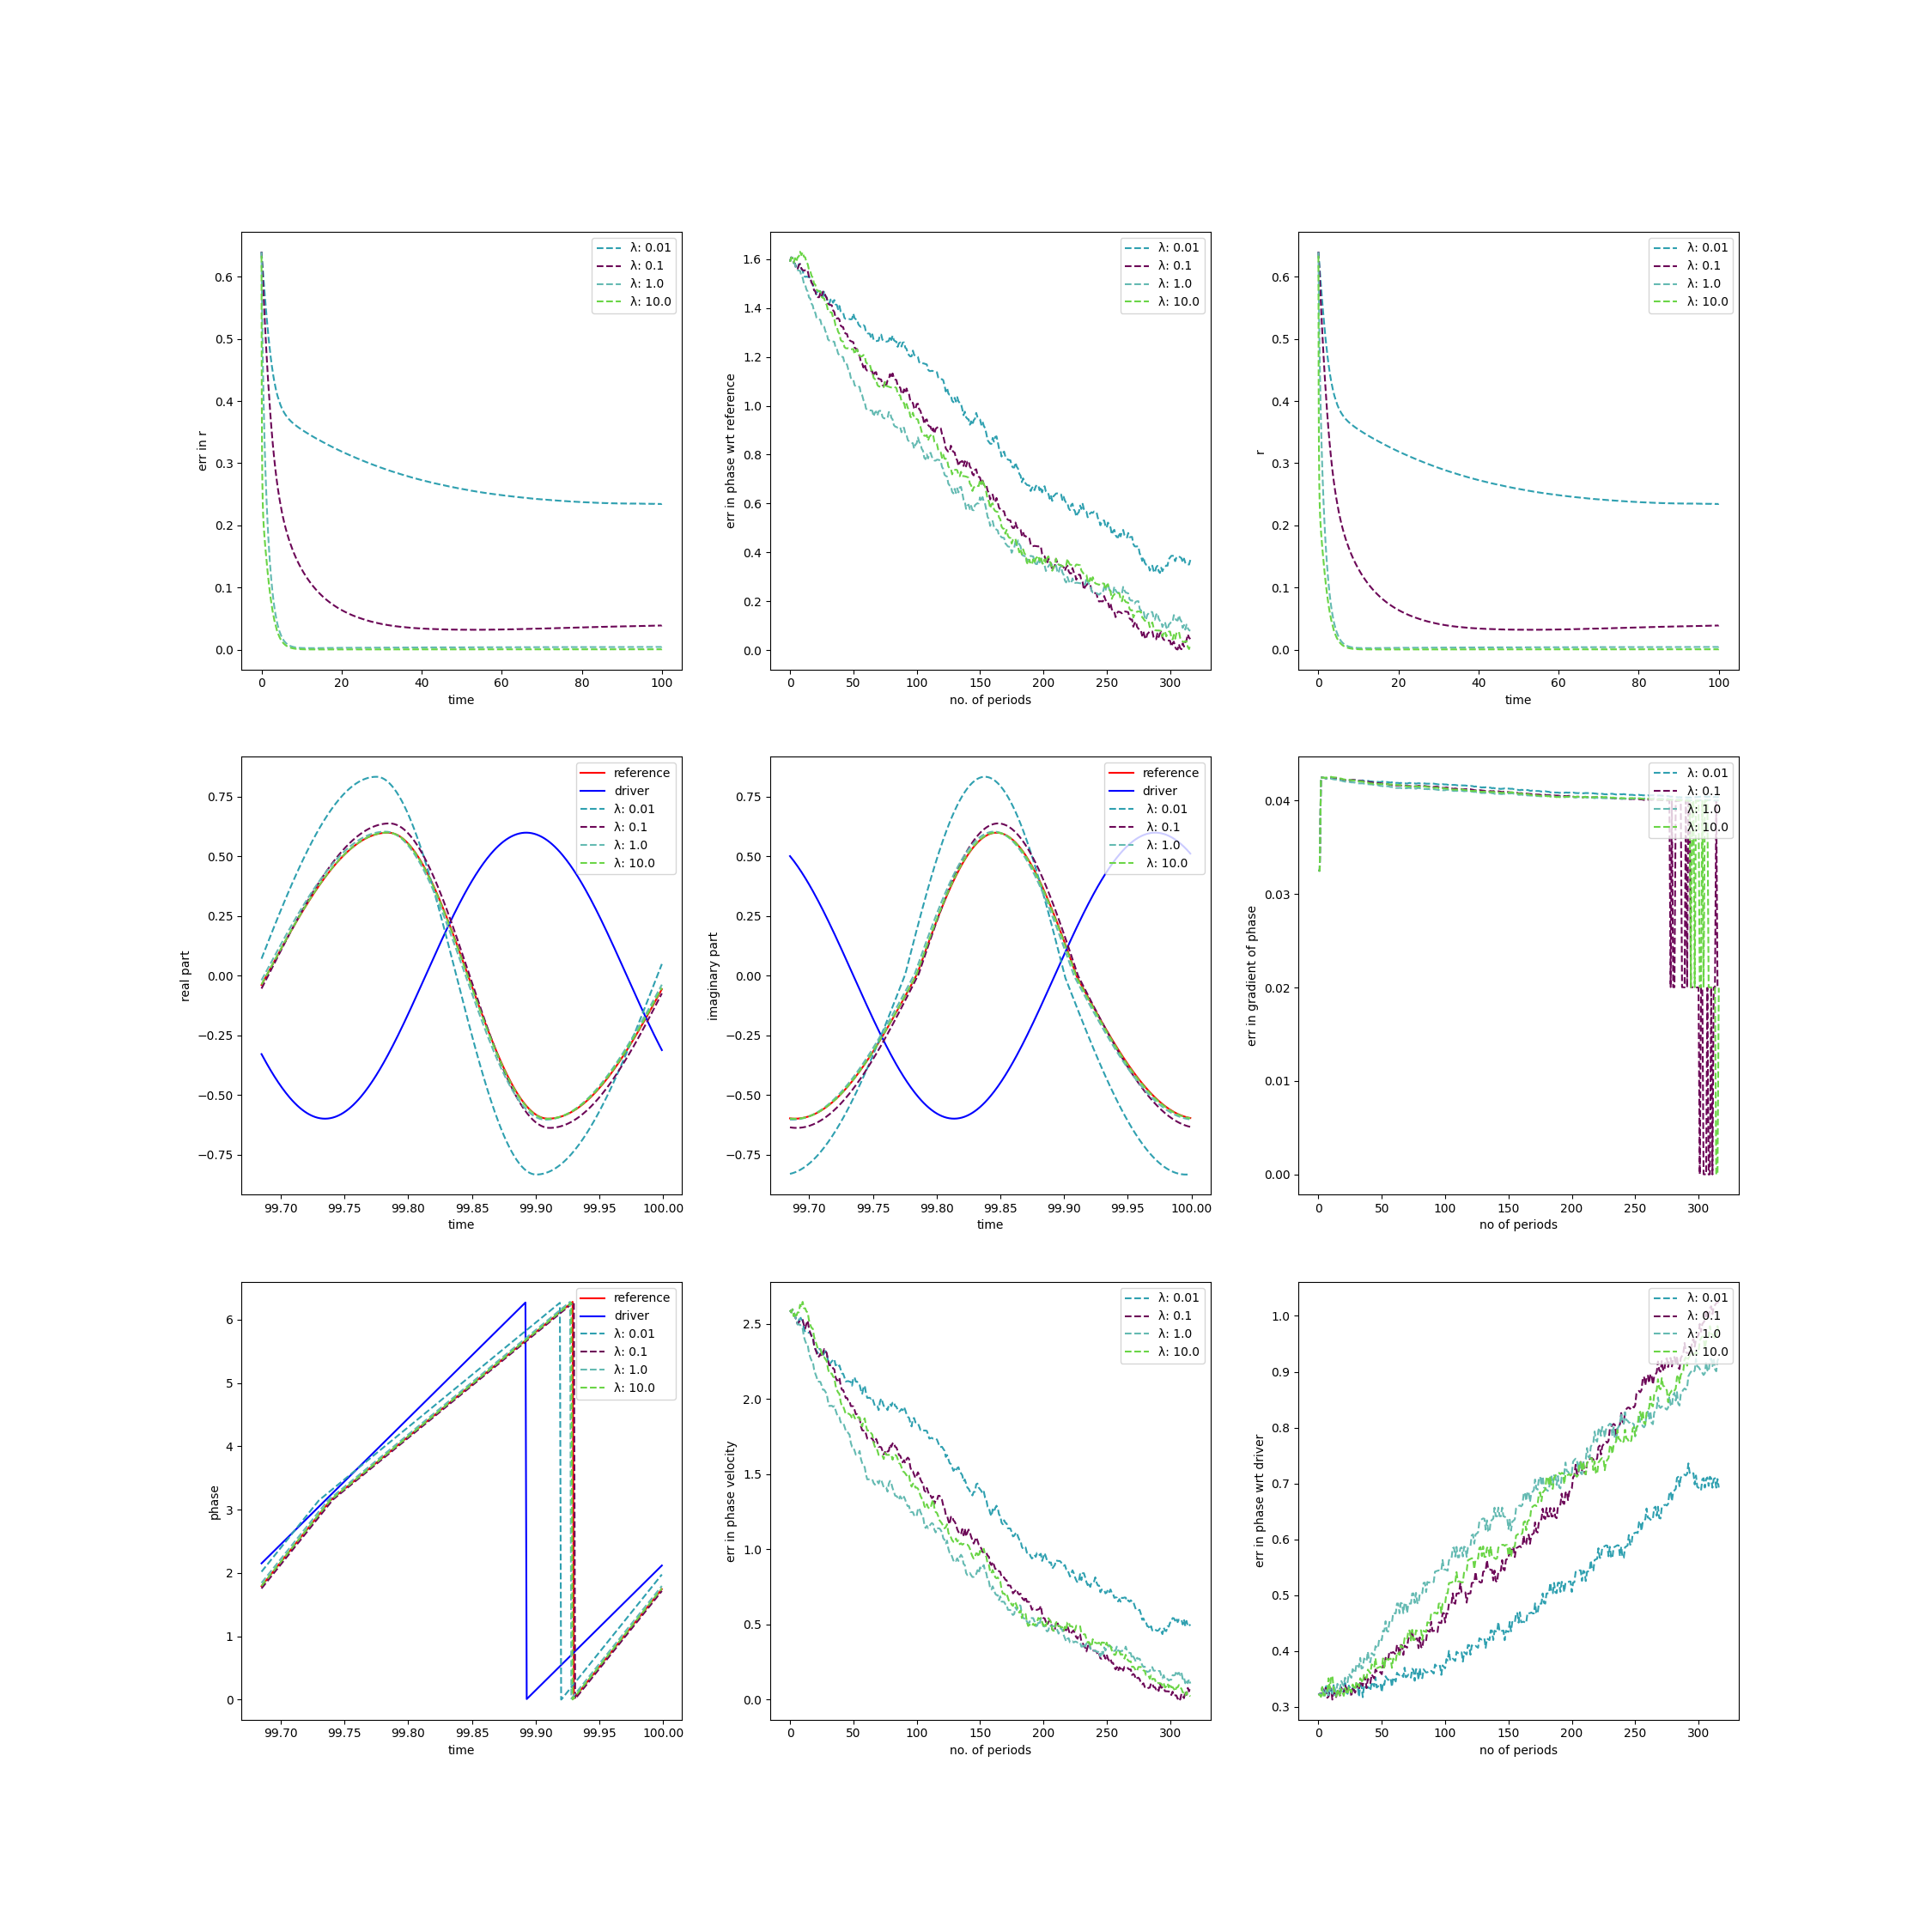 λ: 0.01
λ: 0.1
λ: 1.0
λ: 10.0
err in r
0.6
0.5
0.4
0.3
0.2
0.1
0.0
0 20 40 60 80 100
time
λ: 0.01
λ: 0.1
λ: 1.0
λ: 10.0
err in phase wrt reference
1.6
1.4
1.2
1.0
0.8
0.6
0.4
0.2
0.0
0 50 100 150 200 250 300
no. of periods
λ: 0.01
λ: 0.1
λ: 1.0
λ: 10.0
r
0.6
0.5
0.4
0.3
0.2
0.1
0.0
0 20 40 60 80 100
time
reference
driver
λ: 0.01
λ: 0.1
λ: 1.0
λ: 10.0
real part
0.75
0.50
0.25
0.00
−0.25
−0.50
−0.75
99.70 99.75 99.80 99.85 99.90 99.95 100.00
time
reference
driver
λ: 0.01
λ: 0.1
λ: 1.0
λ: 10.0
imaginary part
0.75
0.50
0.25
0.00
−0.25
−0.50
−0.75
99.70 99.75 99.80 99.85 99.90 99.95 100.00
time
λ: 0.01
λ: 0.1
λ: 1.0
λ: 10.0
err in gradient of phase
0.04
0.03
0.02
0.01
0.00
0 50 100 150 200 250 300
no of periods
reference
driver
λ: 0.01
λ: 0.1
λ: 1.0
λ: 10.0
phase
6
5
4
3
2
1
0
99.70 99.75 99.80 99.85 99.90 99.95 100.00
time
λ: 0.01
λ: 0.1
λ: 1.0
λ: 10.0
err in phase velocity
2.5
2.0
1.5
1.0
0.5
0.0
0 50 100 150 200 250 300
no. of periods
λ: 0.01
λ: 0.1
λ: 1.0
λ: 10.0
err in phase wrt driver
1.0
0.9
0.8
0.7
0.6
0.5
0.4
0.3
0 50 100 150 200 250 300
no of periods